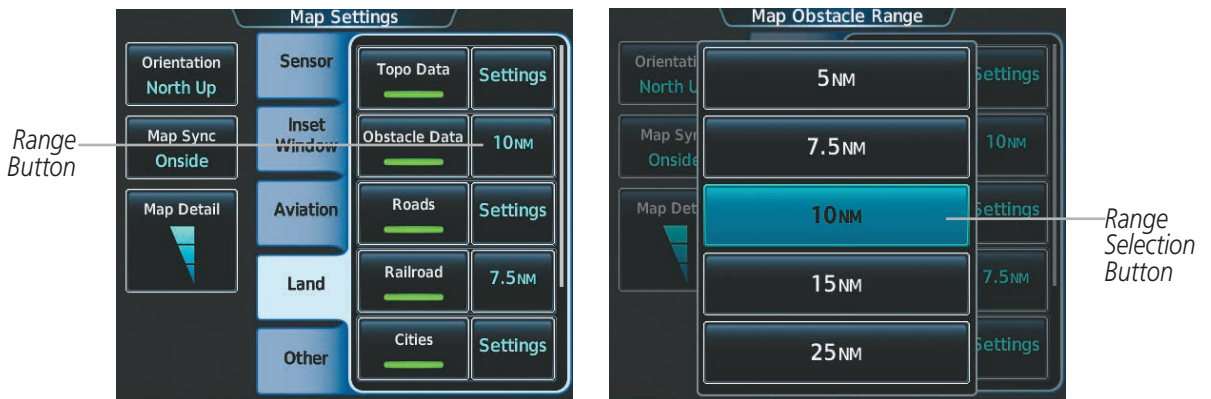 Map Settings
Orientation
North Up
Map Sync
Onside
Map Detail
Sensor
Inset
Window
Aviation
Land
Other
Topo Data
Settings
Obstacle Data
10NM
Roads
Settings
Railroad
7.5NM
Cities
Settings
Range
Button
Map Obstacle Range
Orientati
North U
Map Syn
Onside
Map Det
5NM
7.5NM
10NM
15NM
25NM
Settings
10NM
Settings
7.5NM
Settings
Range
Selection
Button